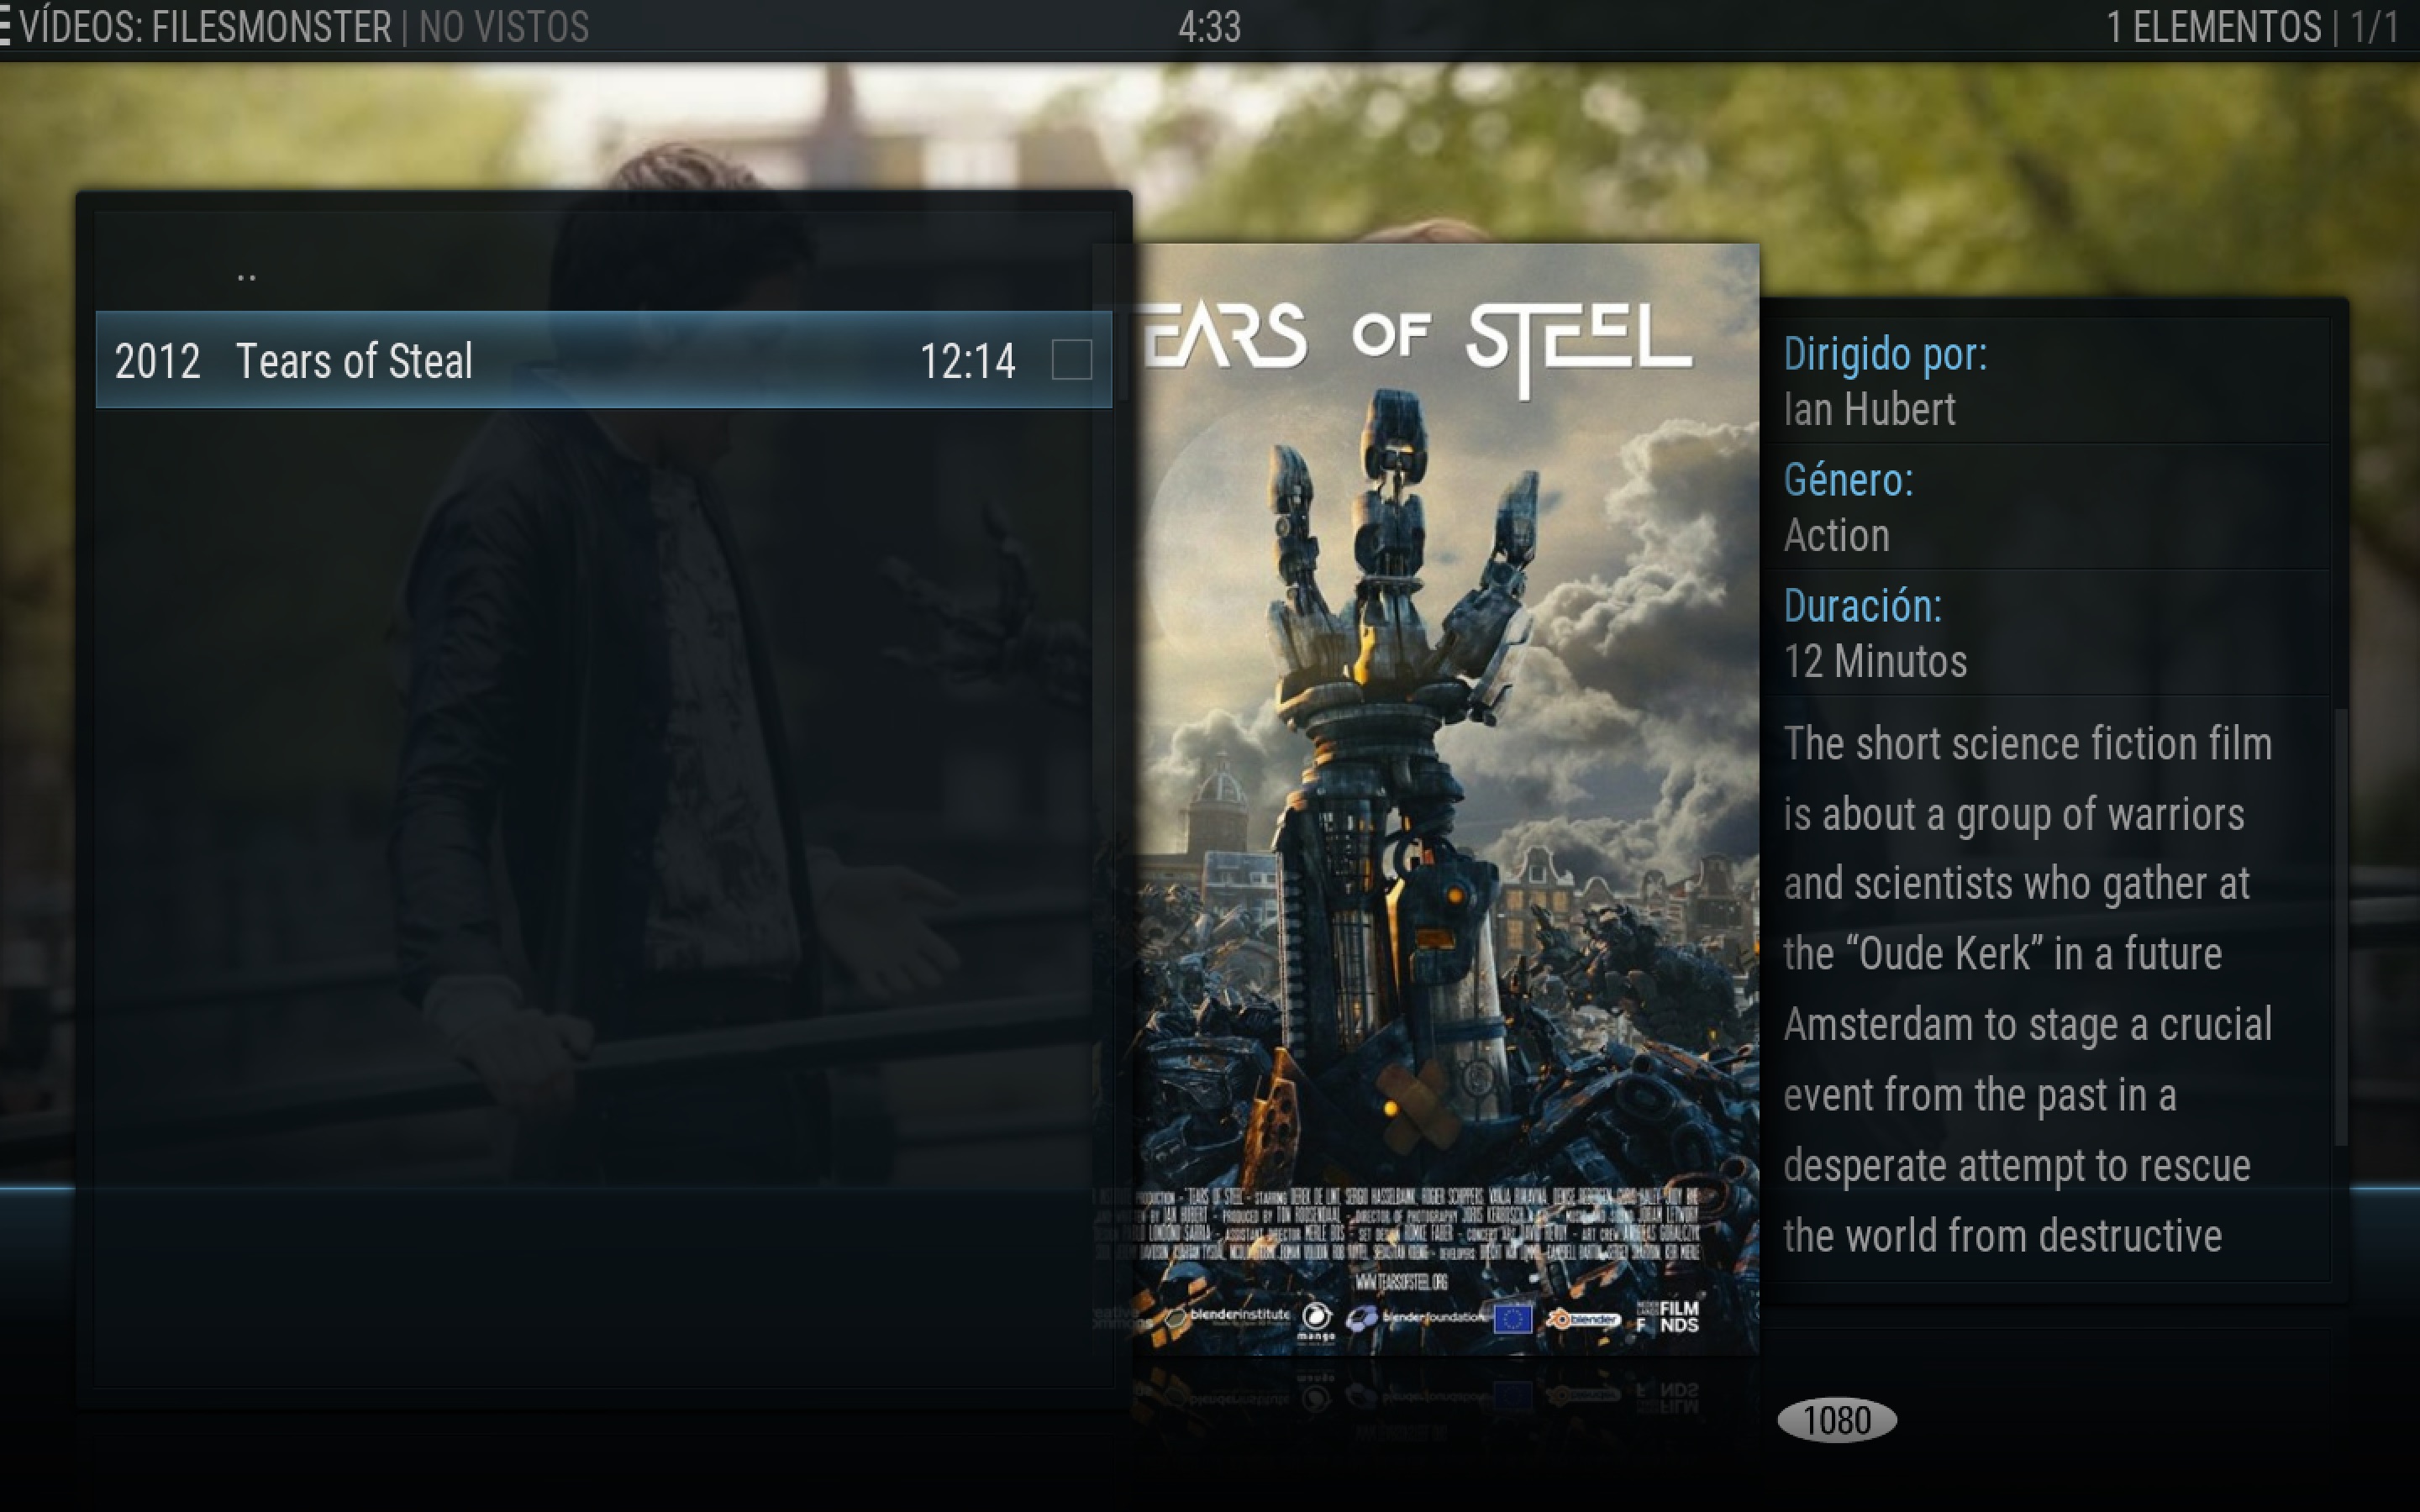 VÍDEOS: FILESMONSTER | NO VISTOS
4:33
1 ELEMENTOS | 1/1
..
2012 Tears of Steal 12:14
EARS OF STEEL
WWW.TEARSOFSTEEL.ORG
blenderinstitute
mango
blenderfoundation
blender
FILM
F NDS
Dirigido por:
Ian Hubert
Género:
Action
Duración:
12 Minutos
The short science fiction film
is about a group of warriors
and scientists who gather at
the “Oude Kerk” in a future
Amsterdam to stage a crucial
event from the past in a
desperate attempt to rescue
the world from destructive
1080